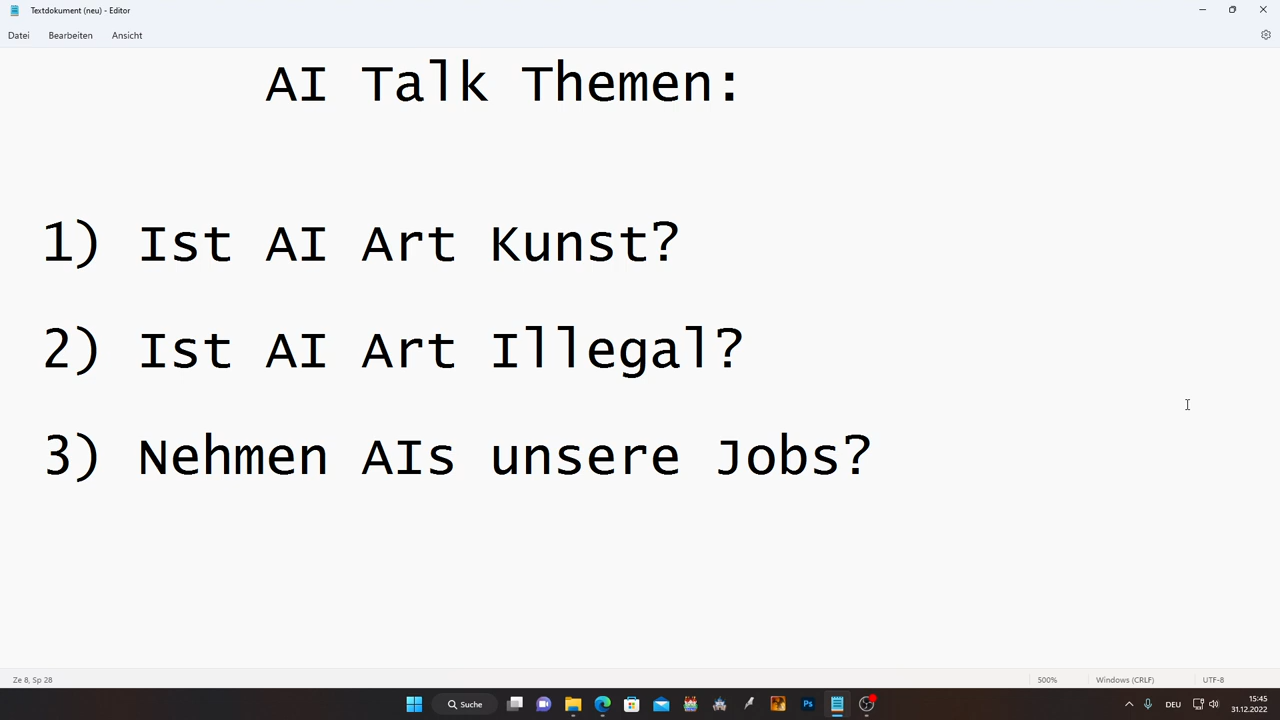 Textdokument (neu) - Editor
Datei Bearbeiten Ansicht
AI Talk Themen:
1) Ist AI Art Kunst?
2) Ist AI Art Illegal?
3) Nehmen AIs unsere Jobs?
Ze 8, Sp 28 500% Windows (CRLF) UTF-8
Suche Ps DEU 15:45
31.12.2022